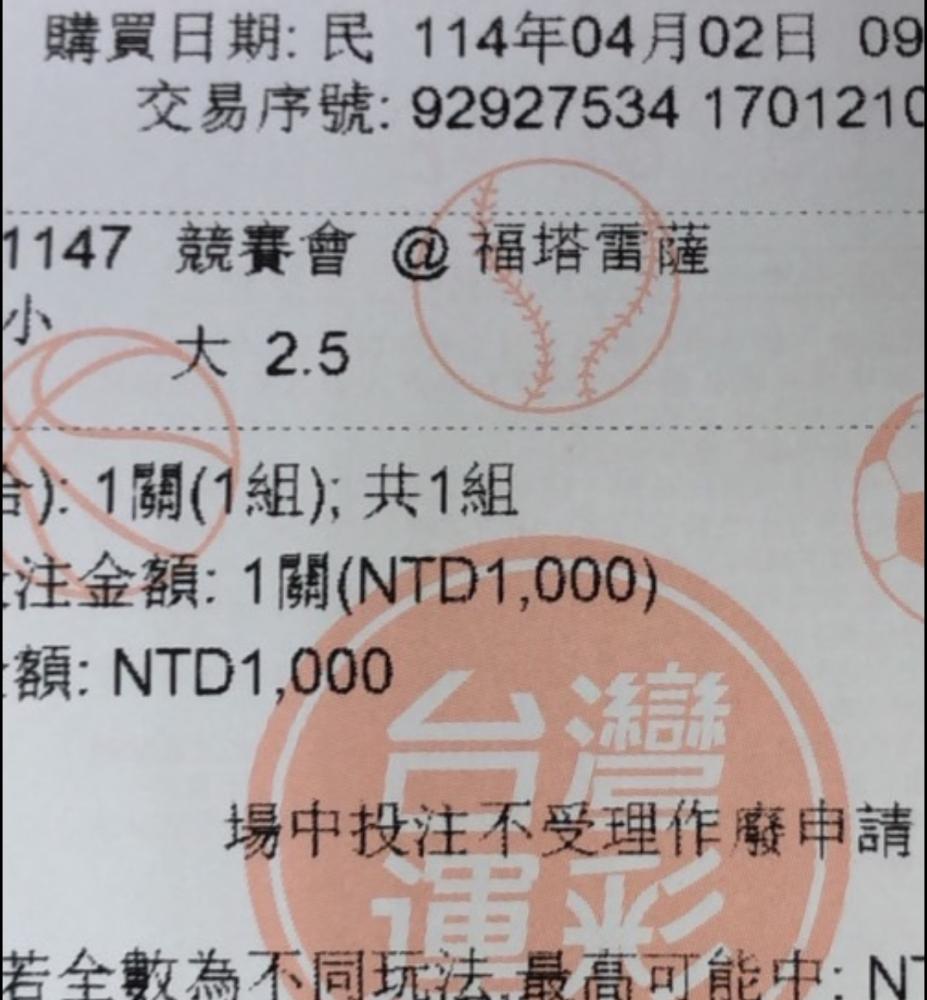 購買日期: 民 114年04月02日 09
交易序號: 92927534 1701210
1147 競賽會 @ 福塔雷薩
小
大 2.5
合): 1關(1組); 共1組
注金額: 1關(NTD1,000)
額: NTD1,000
台灣
運彩
場中投注不受理作廢申請
若全數為不同玩法,最高可能中: NT